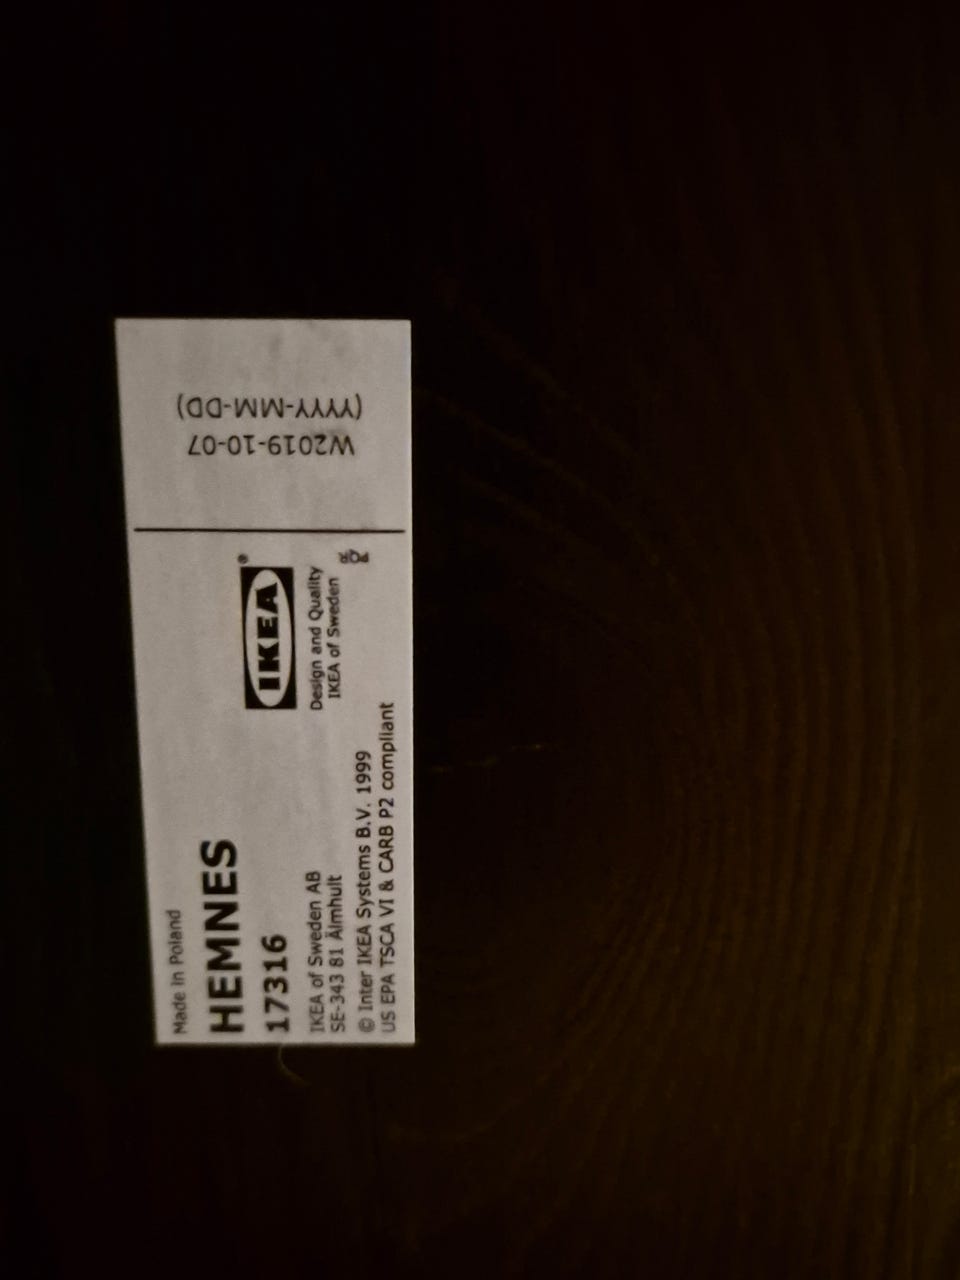 Made in Poland
HEMNES
17316
IKEA of Sweden AB
SE-343 81 Älmhult
© Inter IKEA Systems B.V. 1999
US EPA TSCA VI & CARB P2 compliant
IKEA®
Design and Quality
IKEA of Sweden
W2019-10-07
(YYYY-MM-DD)